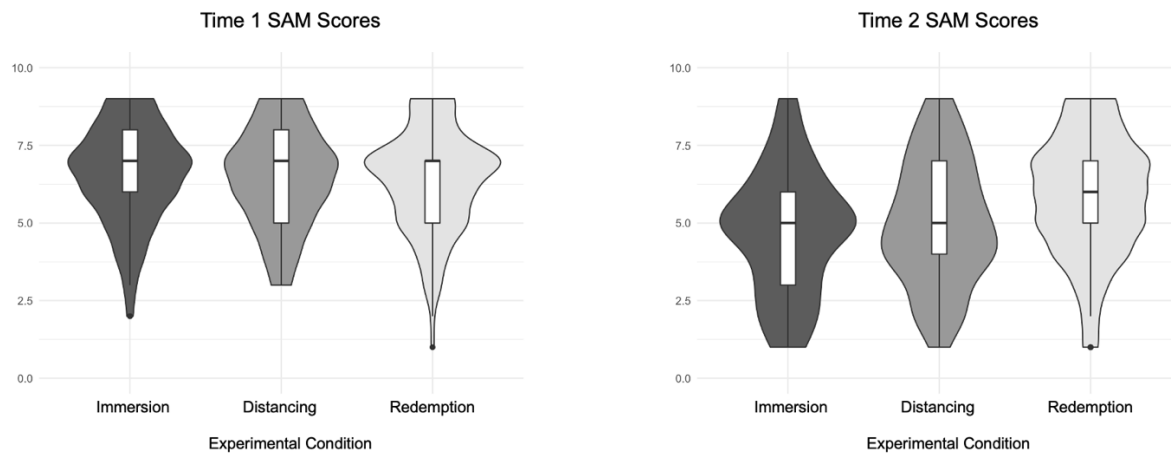 Time 1 SAM Scores
10.0
7.5
5.0
2.5
0.0
Immersion Distancing Redemption
Experimental Condition
Time 2 SAM Scores
10.0
7.5
5.0
2.5
0.0
Immersion Distancing Redemption
Experimental Condition